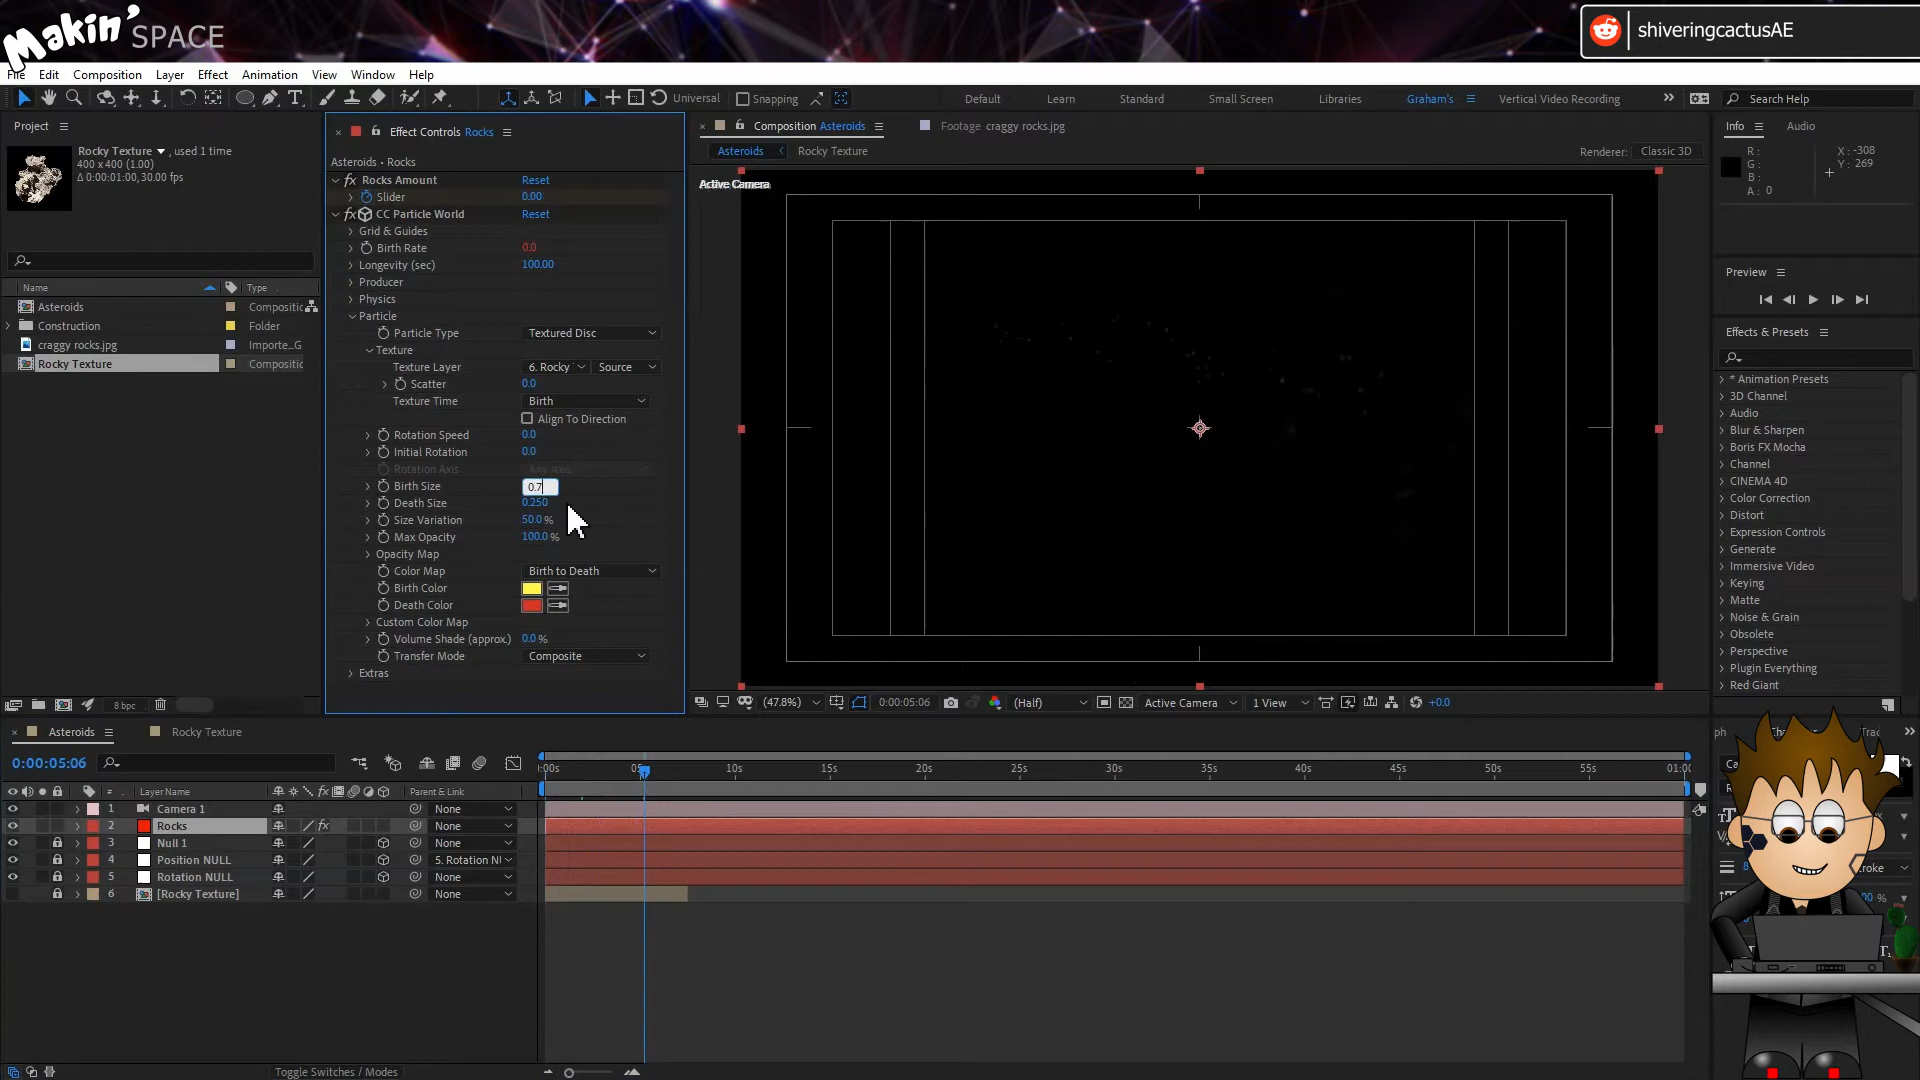 Makin' SPACE
shiveringcactusAE
File Edit Composition Layer Effect Animation View Window Help
Universal Snapping Default Learn Standard Small Screen Libraries Graham's Vertical Video Recording Search Help
Project
Rocky Texture , used 1 time
400 x 400 (1.00)
Δ 0:00:01:00, 30.00 fps
Name Type
Asteroids Compositic
Construction Folder
craggy rocks.jpg Importe...G
Rocky Texture Compositic
8 bpc
Effect Controls Rocks
Asteroids • Rocks
fx Rocks Amount Reset
Slider 0.00
fx CC Particle World Reset
Grid & Guides
Birth Rate 0.0
Longevity (sec) 100.00
Producer
Physics
Particle
Particle Type Textured Disc
Texture
Texture Layer 6. Rocky Source
Scatter 0.0
Texture Time Birth
Align To Direction
Rotation Speed 0.0
Initial Rotation 0.0
Rotation Axis Any Axis
Birth Size 0.7
Death Size 0.250
Size Variation 50.0 %
Max Opacity 100.0 %
Opacity Map
Color Map Birth to Death
Birth Color
Death Color
Custom Color Map
Volume Shade (approx.) 0.0 %
Transfer Mode Composite
Extras
Composition Asteroids Footage craggy rocks.jpg
Asteroids Rocky Texture Renderer: Classic 3D
Active Camera
(47.8%) 0:00:05:06 (Half) Active Camera 1 View +0.0
Info Audio
R: X: -308
G: Y: 269
B:
A: 0
Preview
Effects & Presets
* Animation Presets
3D Channel
Audio
Blur & Sharpen
Boris FX Mocha
Channel
CINEMA 4D
Color Correction
Distort
Expression Controls
Generate
Immersive Video
Keying
Matte
Noise & Grain
Obsolete
Perspective
Plugin Everything
Red Giant
Asteroids Rocky Texture
0:00:05:06
:00s 05s 10s 15s 20s 25s 30s 35s 40s 45s 50s 55s 01:00
# Layer Name Parent & Link
1 Camera 1 None
2 Rocks None
3 Null 1 None
4 Position NULL 5. Rotation NU
5 Rotation NULL None
6 [Rocky Texture] None
Toggle Switches / Modes